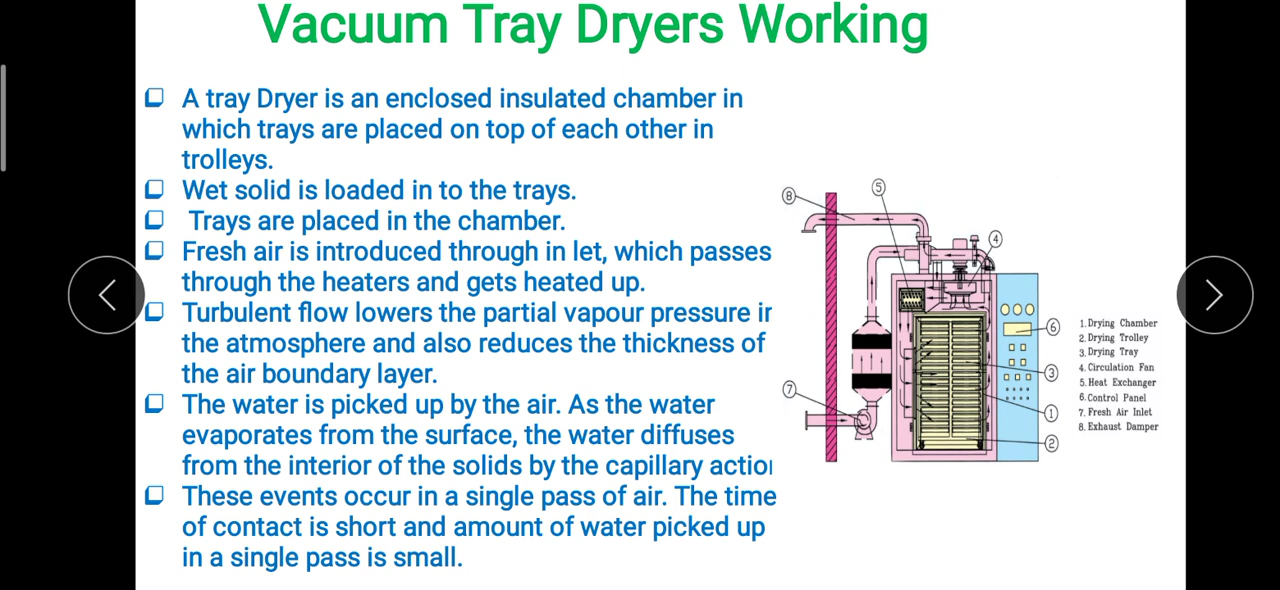 Vacuum Tray Dryers Working
❑ A tray Dryer is an enclosed insulated chamber in
which trays are placed on top of each other in
trolleys.
❑ Wet solid is loaded in to the trays.
❑ Trays are placed in the chamber.
❑ Fresh air is introduced through in let, which passes
through the heaters and gets heated up.
❑ Turbulent flow lowers the partial vapour pressure ir
the atmosphere and also reduces the thickness of
the air boundary layer.
❑ The water is picked up by the air. As the water
evaporates from the surface, the water diffuses
from the interior of the solids by the capillary actior
❑ These events occur in a single pass of air. The time
of contact is short and amount of water picked up
in a single pass is small.
5
8
4
6
3
7
1
2
1. Drying Chamber
2. Drying Trolley
3. Drying Tray
4. Circulation Fan
5. Heat Exchanger
6. Control Panel
7. Fresh Air Inlet
8. Exhaust Damper